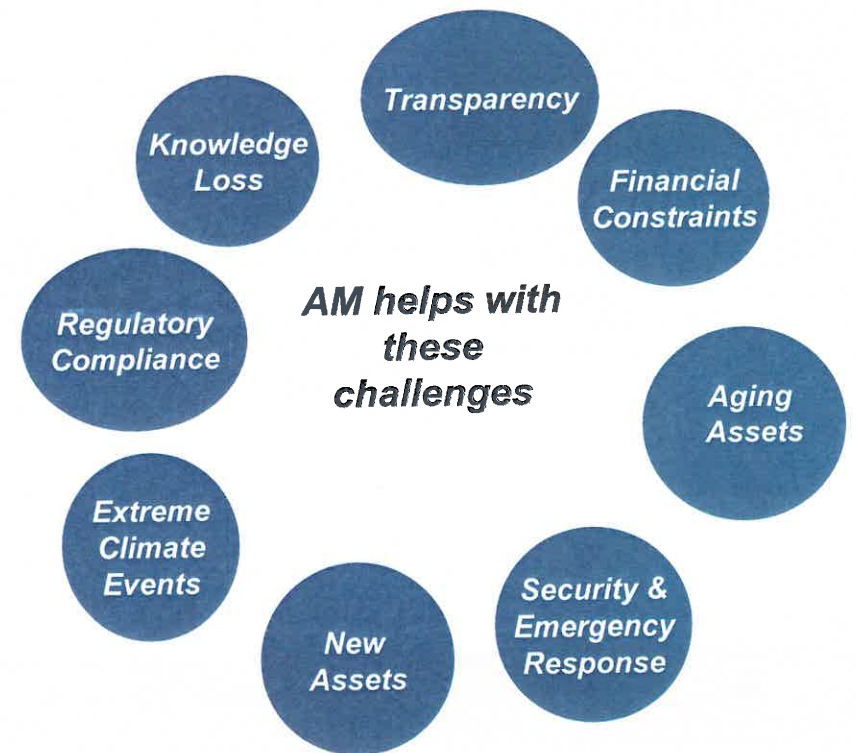 Transparency
Knowledge
Loss
Financial
Constraints
AM helps with
these
challenges
Regulatory
Compliance
Aging
Assets
Extreme
Climate
Events
Security &
Emergency
Response
New
Assets